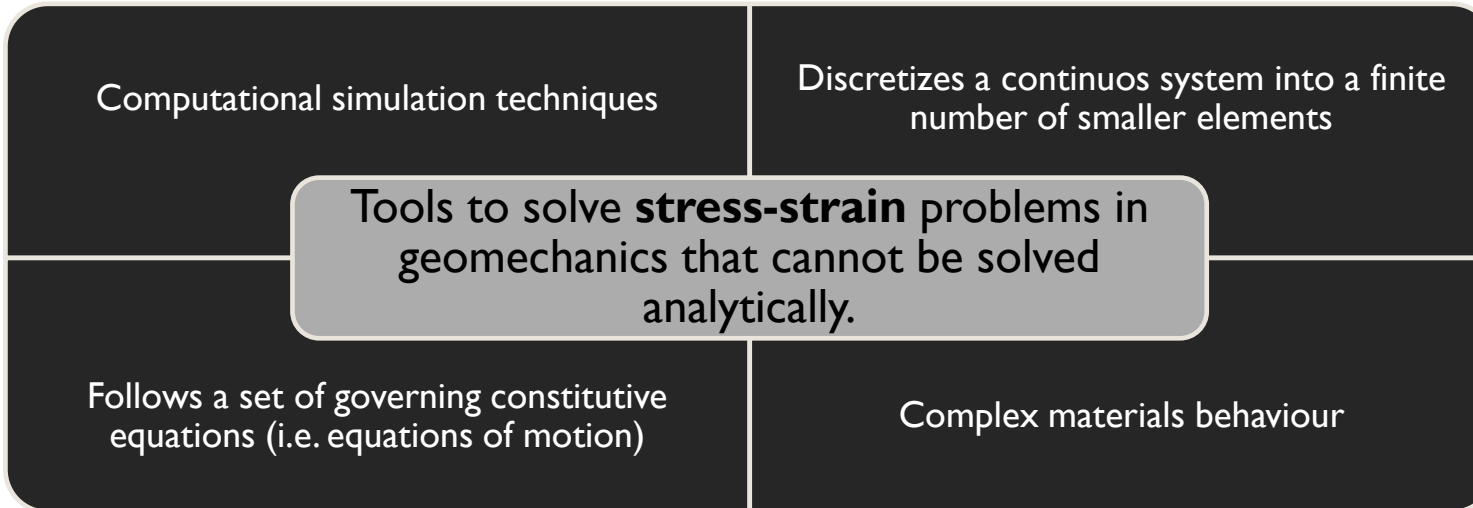 Computational simulation techniques
Discretizes a continuos system into a finite
number of smaller elements
Tools to solve stress-strain problems in
geomechanics that cannot be solved
analytically.
Follows a set of governing constitutive
equations (i.e. equations of motion)
Complex materials behaviour